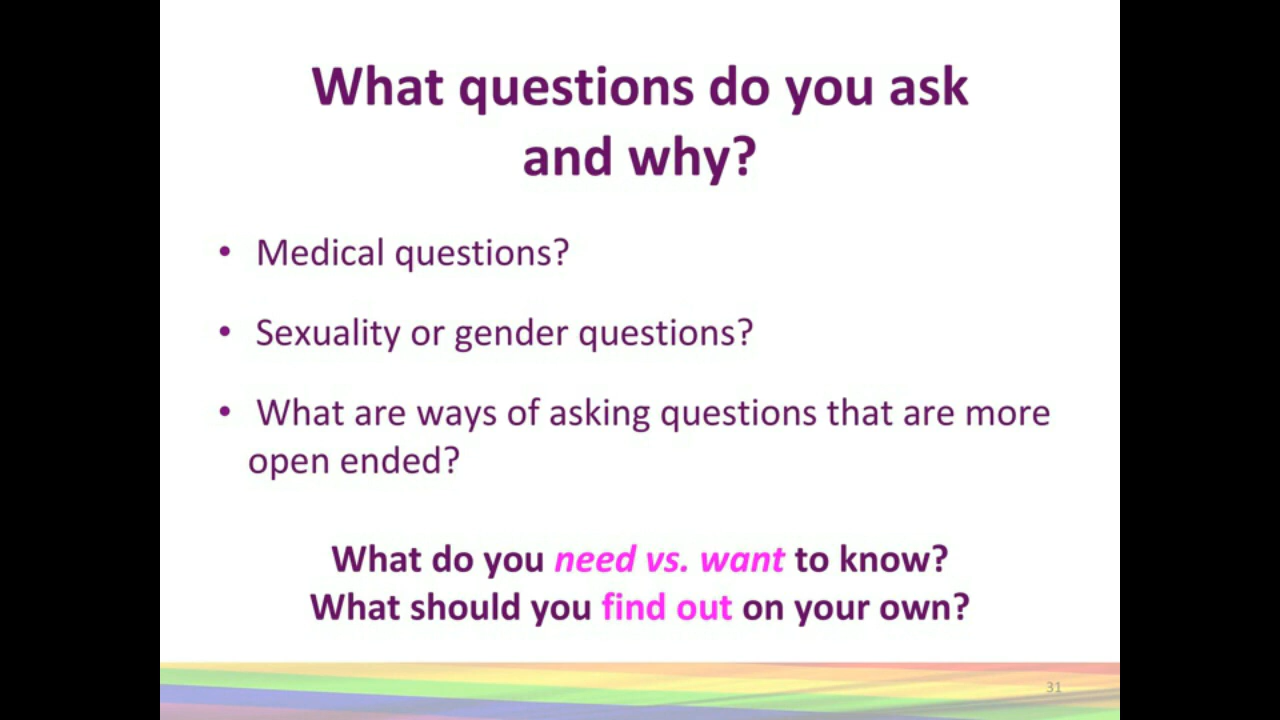 What questions do you ask
and why?
• Medical questions?
• Sexuality or gender questions?
• What are ways of asking questions that are more
open ended?
What do you need vs. want to know?
What should you find out on your own?
31